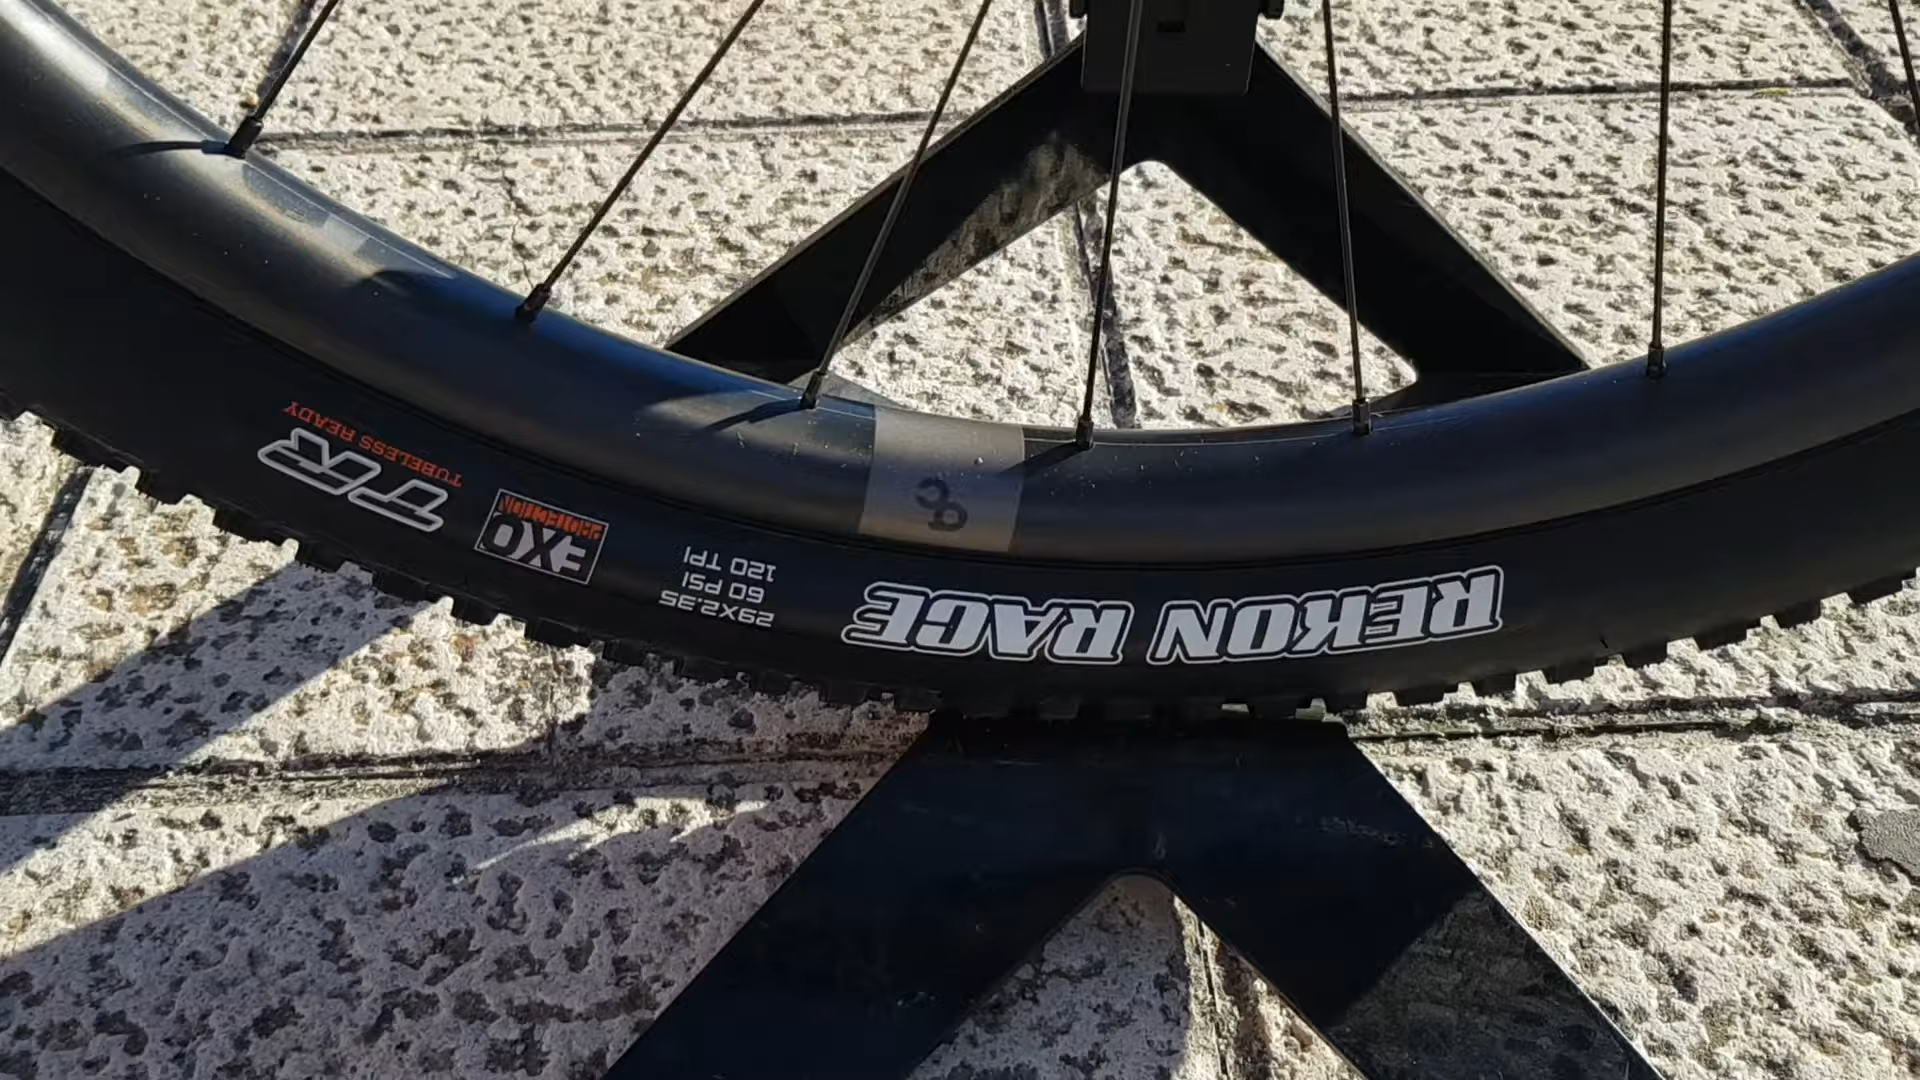 REKON RACE
29X2.35
60 PSI
120 TPI
EXO
PROTECTION
TR
TUBELESS READY